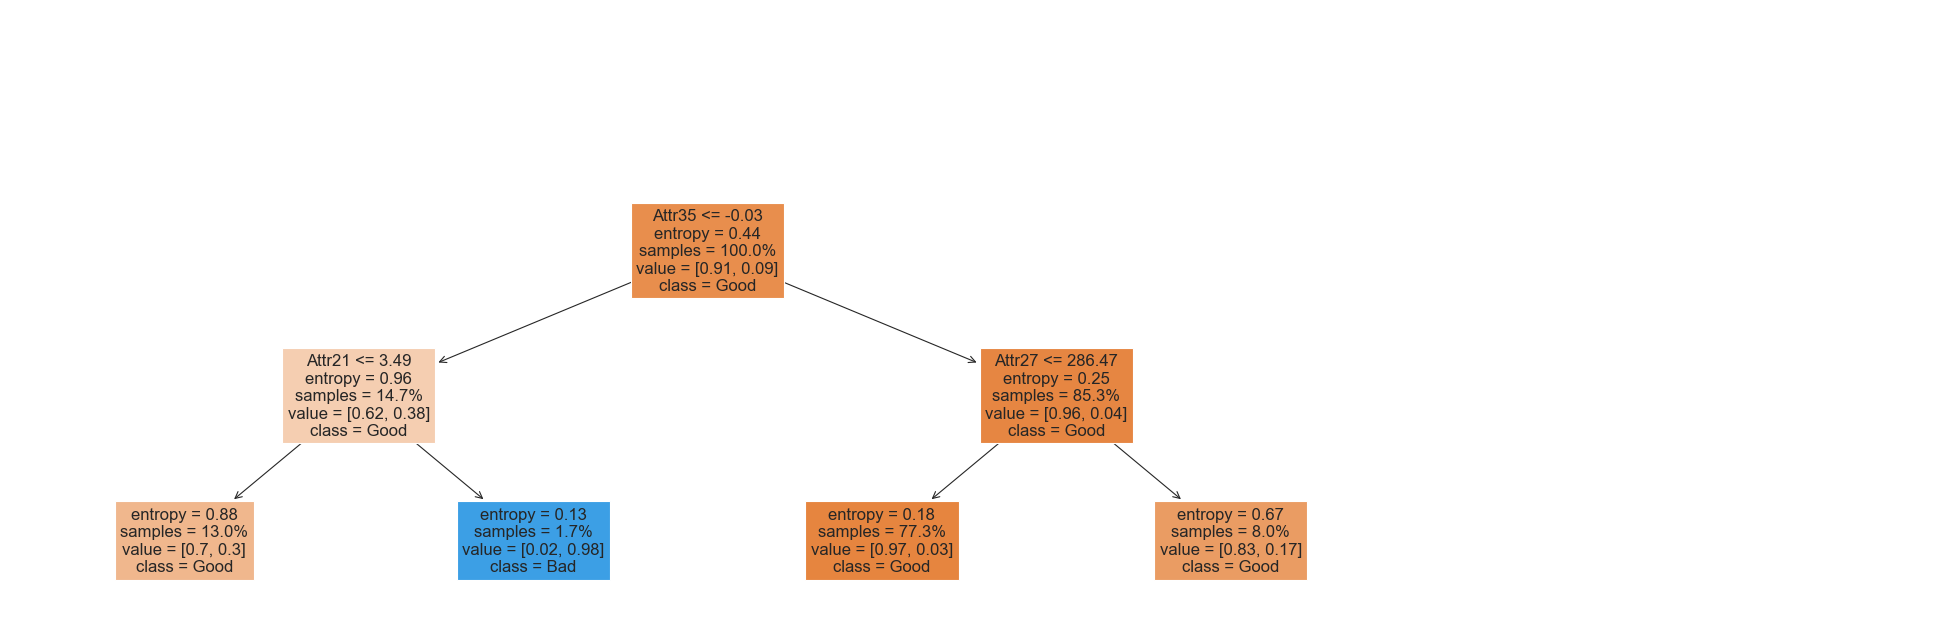 Attr35 <= -0.03
entropy = 0.44
samples = 100.0%
value = [0.91, 0.09]
class = Good
Attr21 <= 3.49
entropy = 0.96
samples = 14.7%
value = [0.62, 0.38]
class = Good
Attr27 <= 286.47
entropy = 0.25
samples = 85.3%
value = [0.96, 0.04]
class = Good
entropy = 0.88
samples = 13.0%
value = [0.7, 0.3]
class = Good
entropy = 0.13
samples = 1.7%
value = [0.02, 0.98]
class = Bad
entropy = 0.18
samples = 77.3%
value = [0.97, 0.03]
class = Good
entropy = 0.67
samples = 8.0%
value = [0.83, 0.17]
class = Good